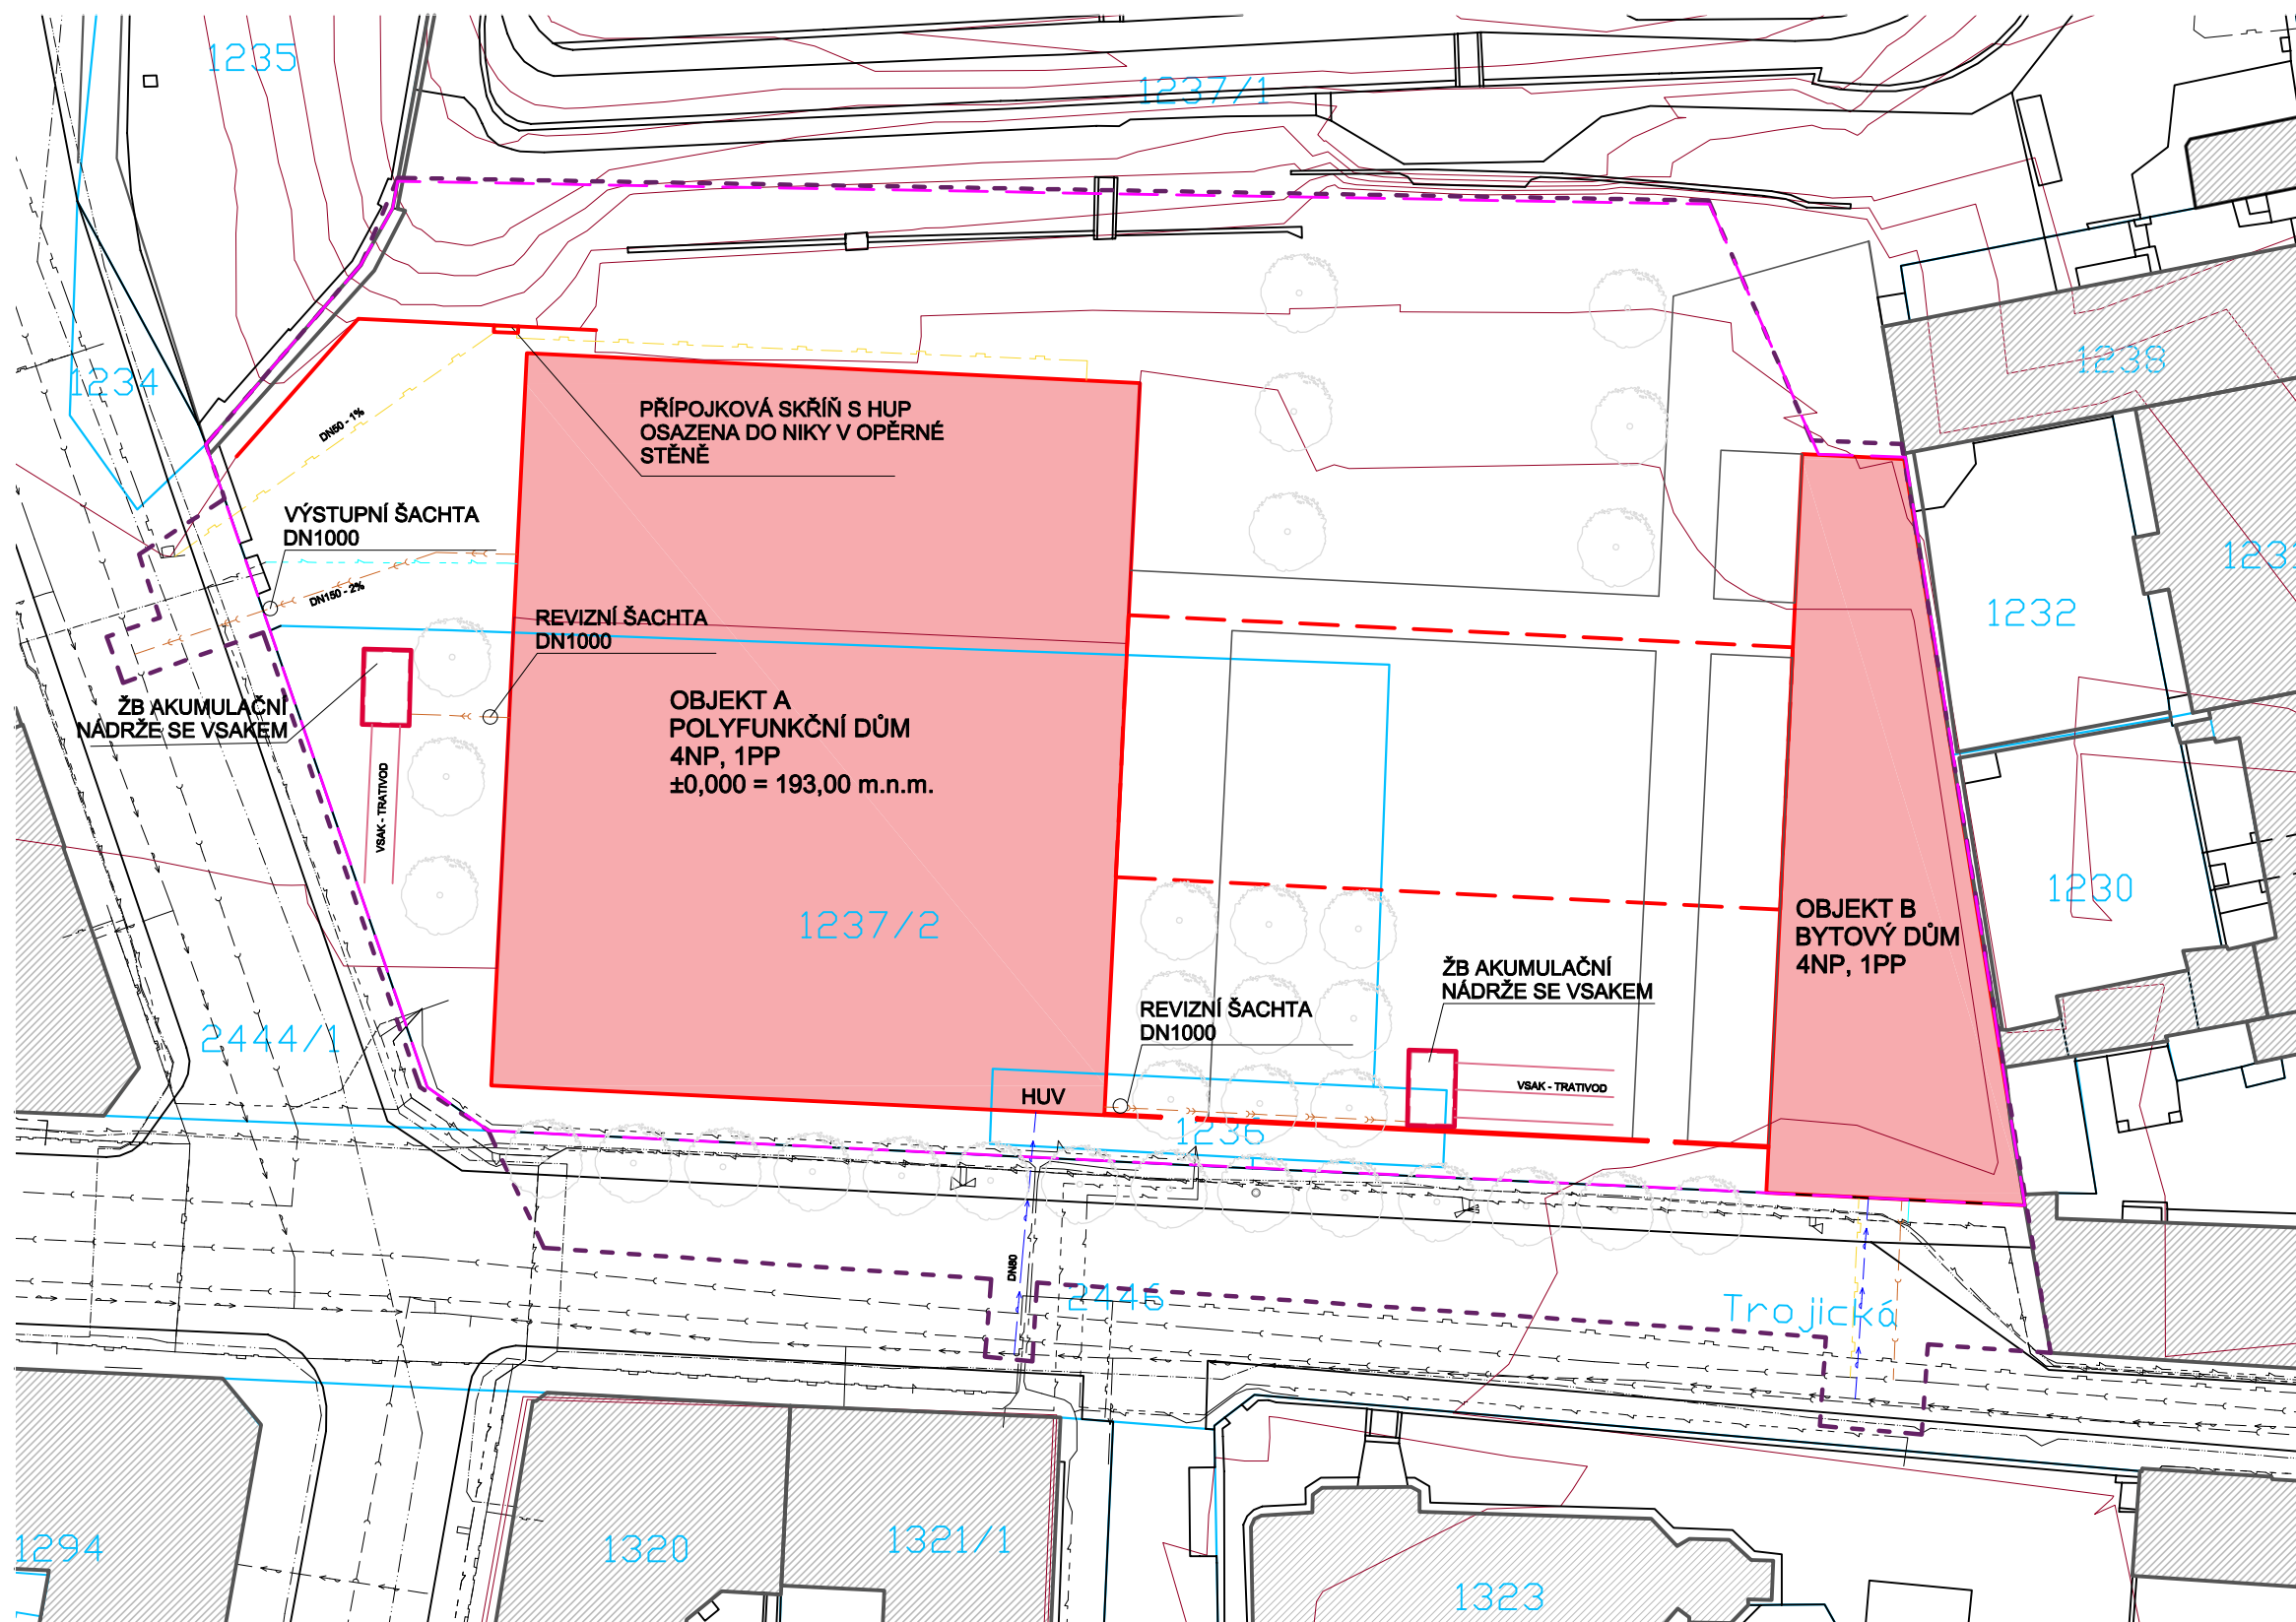 1235
1237/1
1234
1238
PŘÍPOJKOVÁ SKŘÍŇ S HUP
OSAZENA DO NIKY V OPĚRNÉ
STĚNĚ
DN50 - 1%
VÝSTUPNÍ ŠACHTA
DN1000
DN150 - 2%
REVIZNÍ ŠACHTA
DN1000
1232
ŽB AKUMULAČNÍ
NÁDRŽE SE VSAKEM
OBJEKT A
POLYFUNKČNÍ DŮM
4NP, 1PP
±0,000 = 193,00 m.n.m.
VSAK - TRATIVOD
1237/2
1230
OBJEKT B
BYTOVÝ DŮM
4NP, 1PP
ŽB AKUMULAČNÍ
NÁDRŽE SE VSAKEM
REVIZNÍ ŠACHTA
DN1000
2444/1
VSAK - TRATIVOD
HUV
1236
DN80
2446
Trojická
1294
1320
1321/1
1323